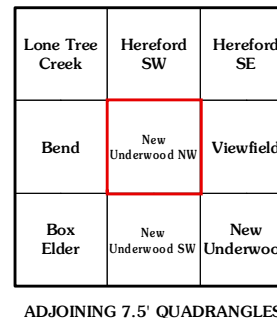 Lone Tree
Creek
Hereford
SW
Hereford
SE
Bend
New
Underwood NW
Viewfield
Box
Elder
New
Underwood SW
New
Underwoo
ADJOINING 7.5' QUADRANGLES